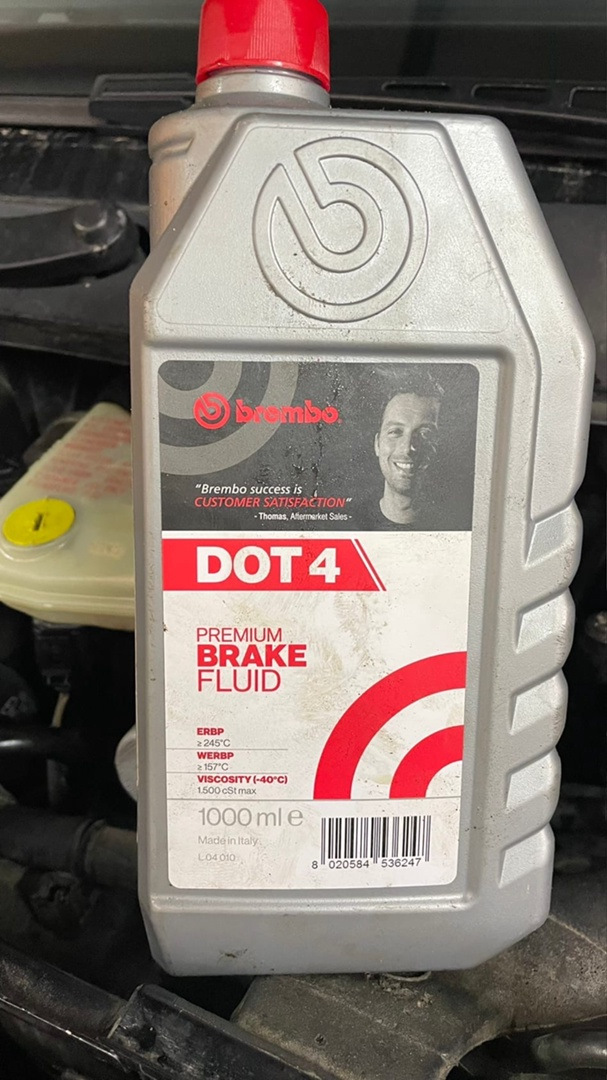 brembo
"Brembo success is
CUSTOMER SATISFACTION"
- Thomas, Aftermarket Sales -
DOT 4
PREMIUM
BRAKE
FLUID
ERBP
≥ 245°C
WERBP
≥ 157°C
VISCOSITY (-40°C)
1.500 cSt max
1000 ml ℮
Made in Italy
L 04 010
8 020584 536247